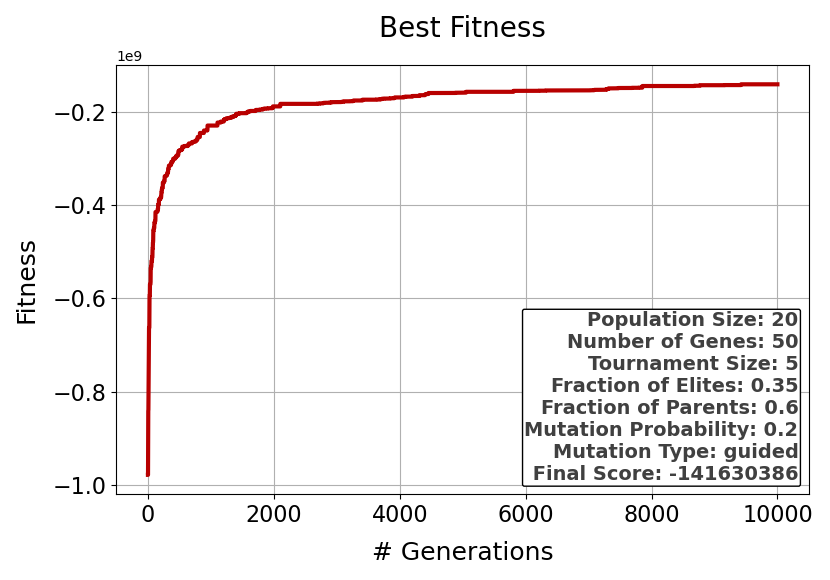 Best Fitness
1e9
−0.2
−0.4
−0.6
−0.8
−1.0
Fitness
Population Size: 20
Number of Genes: 50
Tournament Size: 5
Fraction of Elites: 0.35
Fraction of Parents: 0.6
Mutation Probability: 0.2
Mutation Type: guided
Final Score: -141630386
0 2000 4000 6000 8000 10000
# Generations